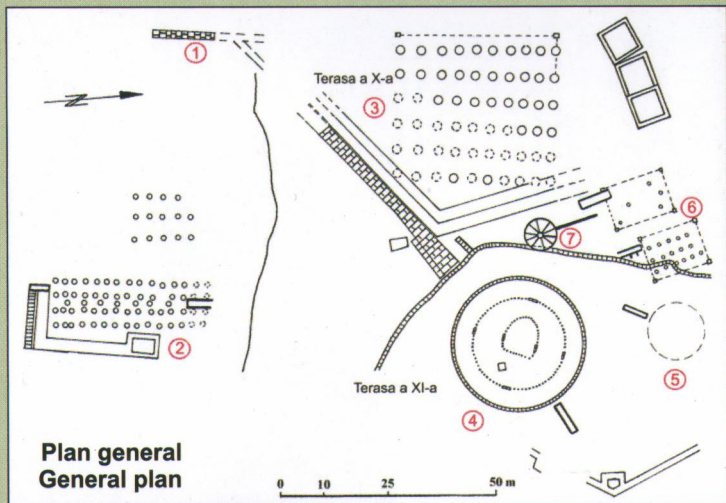 ①
Terasa a X-a
③
⑥
⑦
②
⑤
Terasa a XI-a
④
Plan general
General plan
0 10 25 50 m
N